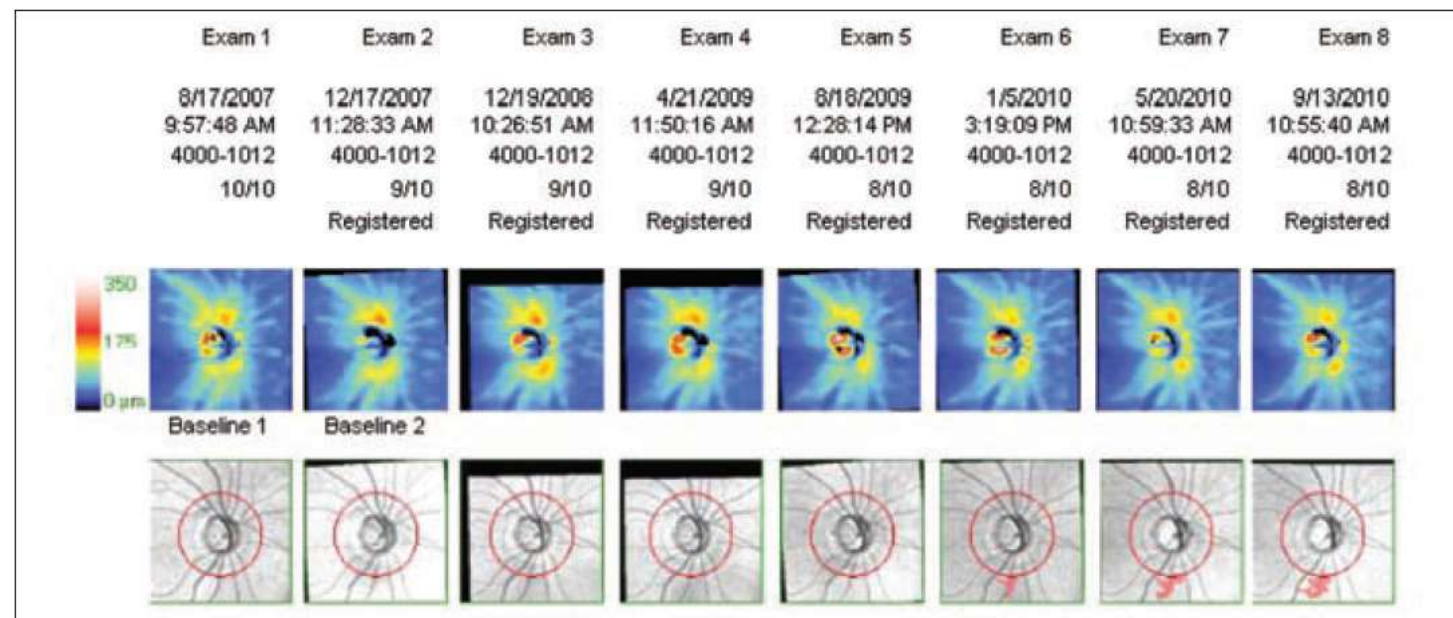 Exam 1 Exam 2 Exam 3 Exam 4 Exam 5 Exam 6 Exam 7 Exam 8
8/17/2007 12/17/2007 12/19/2008 4/21/2009 8/18/2009 1/5/2010 5/20/2010 9/13/2010
9:57:48 AM 11:28:33 AM 10:26:51 AM 11:50:16 AM 12:28:14 PM 3:19:09 PM 10:59:33 AM 10:55:40 AM
4000-1012 4000-1012 4000-1012 4000-1012 4000-1012 4000-1012 4000-1012 4000-1012
10/10 9/10 9/10 9/10 8/10 8/10 8/10 8/10
Registered Registered Registered Registered Registered Registered Registered
350
175
0 µm
Baseline 1 Baseline 2